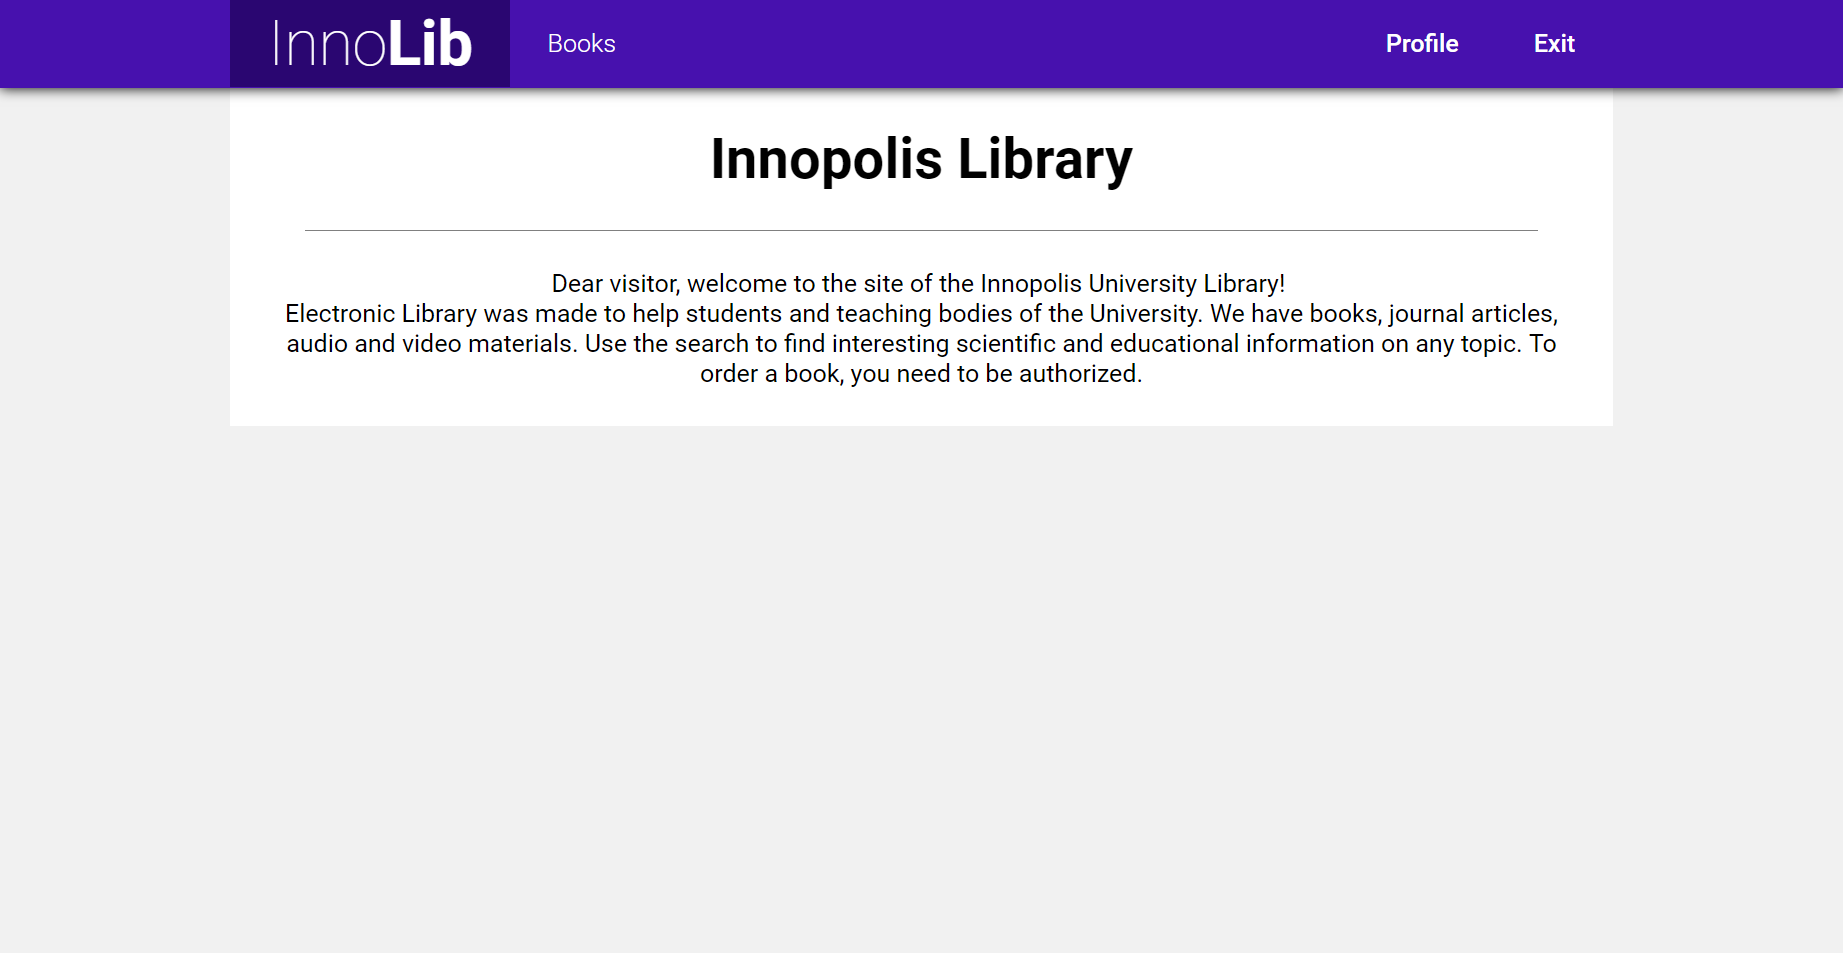 InnoLib Books Profile Exit
Innopolis Library
Dear visitor, welcome to the site of the Innopolis University Library!
Electronic Library was made to help students and teaching bodies of the University. We have books, journal articles,
audio and video materials. Use the search to find interesting scientific and educational information on any topic. To
order a book, you need to be authorized.